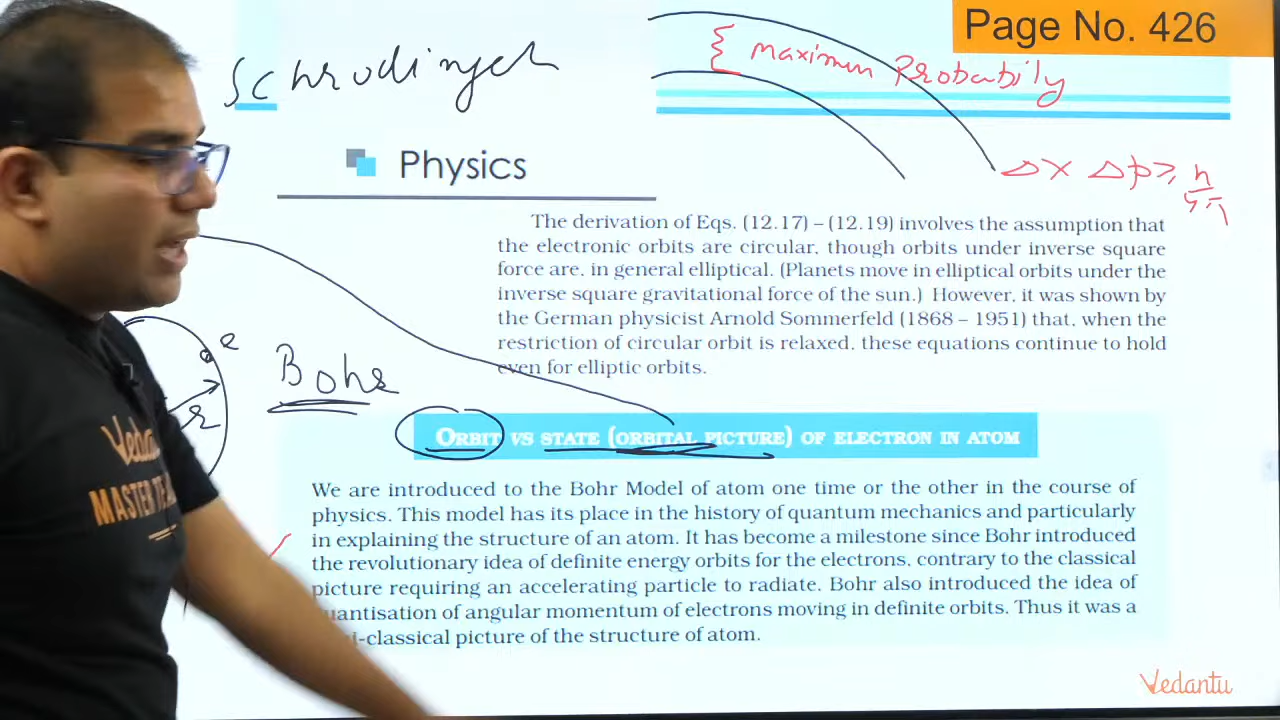 Page No. 426
Schrodinger
{ maximum Probabily
Physics
Δx Δp ≥ h
4π
The derivation of Eqs. (12.17) – (12.19) involves the assumption that
the electronic orbits are circular, though orbits under inverse square
force are, in general elliptical. (Planets move in elliptical orbits under the
inverse square gravitational force of the sun.) However, it was shown by
the German physicist Arnold Sommerfeld (1868 – 1951) that, when the
restriction of circular orbit is relaxed, these equations continue to hold
even for elliptic orbits.
e
r
Bohr
ORBIT VS STATE (ORBITAL PICTURE) OF ELECTRON IN ATOM
We are introduced to the Bohr Model of atom one time or the other in the course of
physics. This model has its place in the history of quantum mechanics and particularly
in explaining the structure of an atom. It has become a milestone since Bohr introduced
the revolutionary idea of definite energy orbits for the electrons, contrary to the classical
picture requiring an accelerating particle to radiate. Bohr also introduced the idea of
uantisation of angular momentum of electrons moving in definite orbits. Thus it was a
-classical picture of the structure of atom.
Vedantu
MASTER
Vedantu